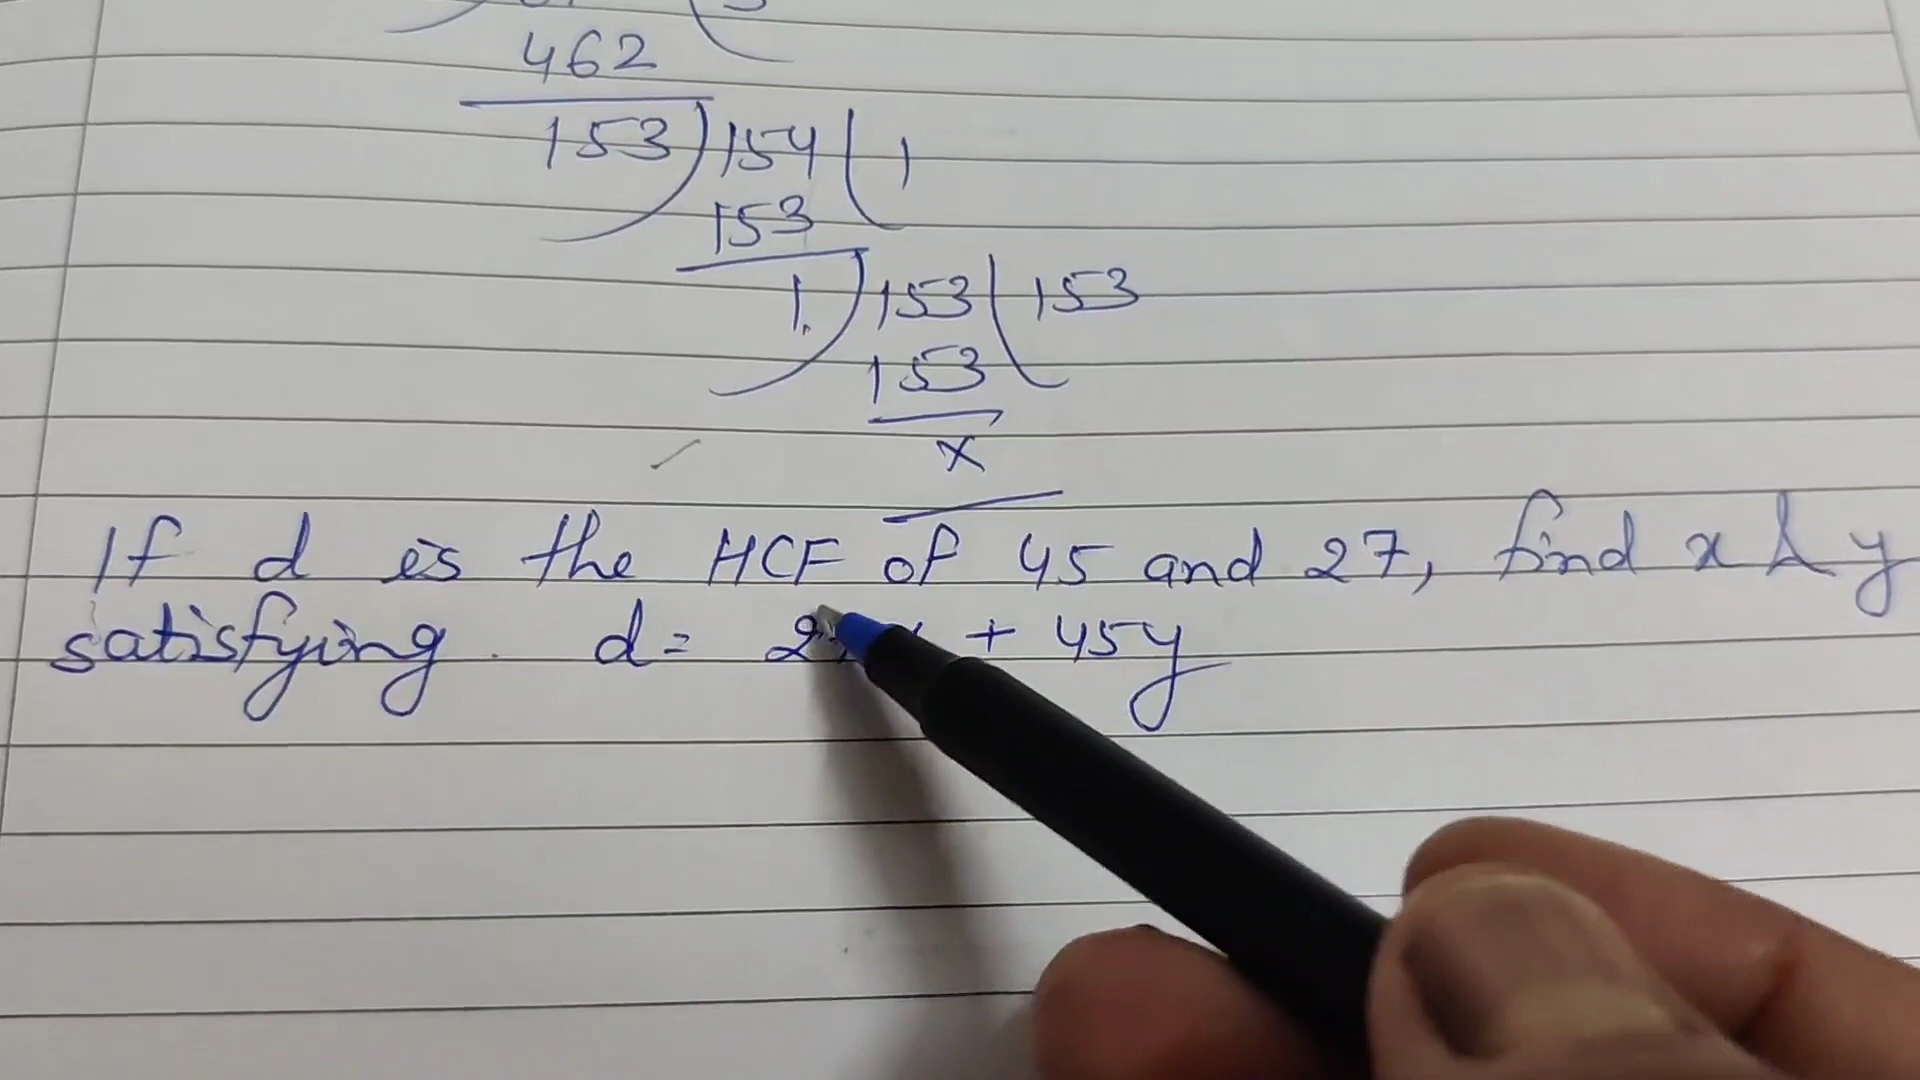 462
153)154(1
153
1.)153(153
153
x
If d is the HCF of 45 and 27, find x & y
satisfying. d= + 45y